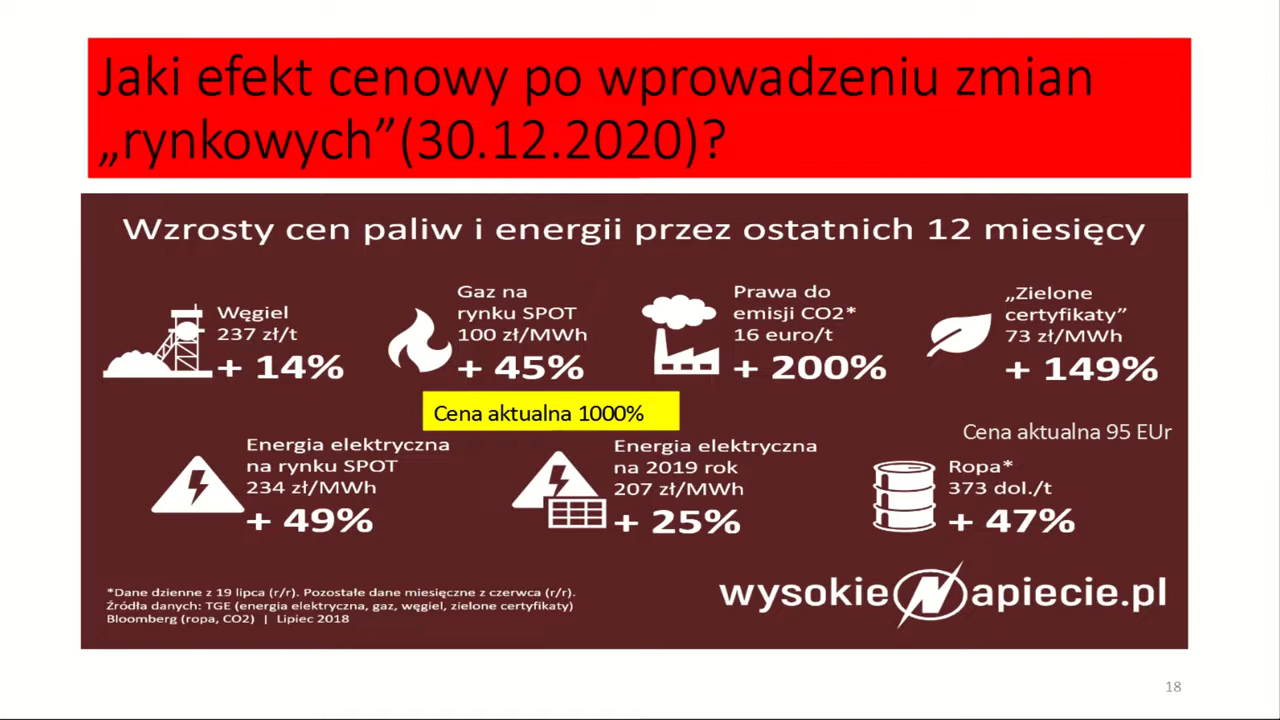 Jaki efekt cenowy po wprowadzeniu zmian
„rynkowych”(30.12.2020)?
Wzrosty cen paliw i energii przez ostatnich 12 miesięcy
Węgiel
237 zł/t
+ 14%
Gaz na
rynku SPOT
100 zł/MWh
+ 45%
Prawa do
emisji CO2*
16 euro/t
+ 200%
„Zielone
certyfikaty”
73 zł/MWh
+ 149%
Cena aktualna 1000%
Cena aktualna 95 EUr
Energia elektryczna
na rynku SPOT
234 zł/MWh
+ 49%
Energia elektryczna
na 2019 rok
207 zł/MWh
+ 25%
Ropa*
373 dol./t
+ 47%
*Dane dzienne z 19 lipca (r/r). Pozostałe dane miesięczne z czerwca (r/r).
Źródła danych: TGE (energia elektryczna, gaz, węgiel, zielone certyfikaty)
Bloomberg (ropa, CO2) | Lipiec 2018
wysokieNapiecie.pl
18